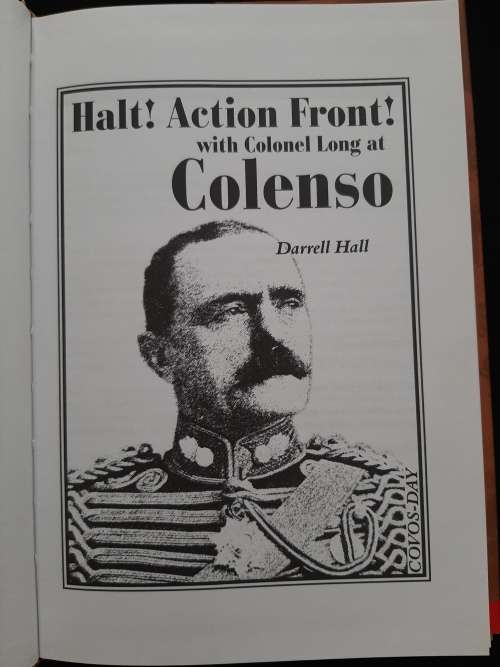 Halt! Action Front!
with Colonel Long at
Colenso
Darrell Hall
COVOS-DAY